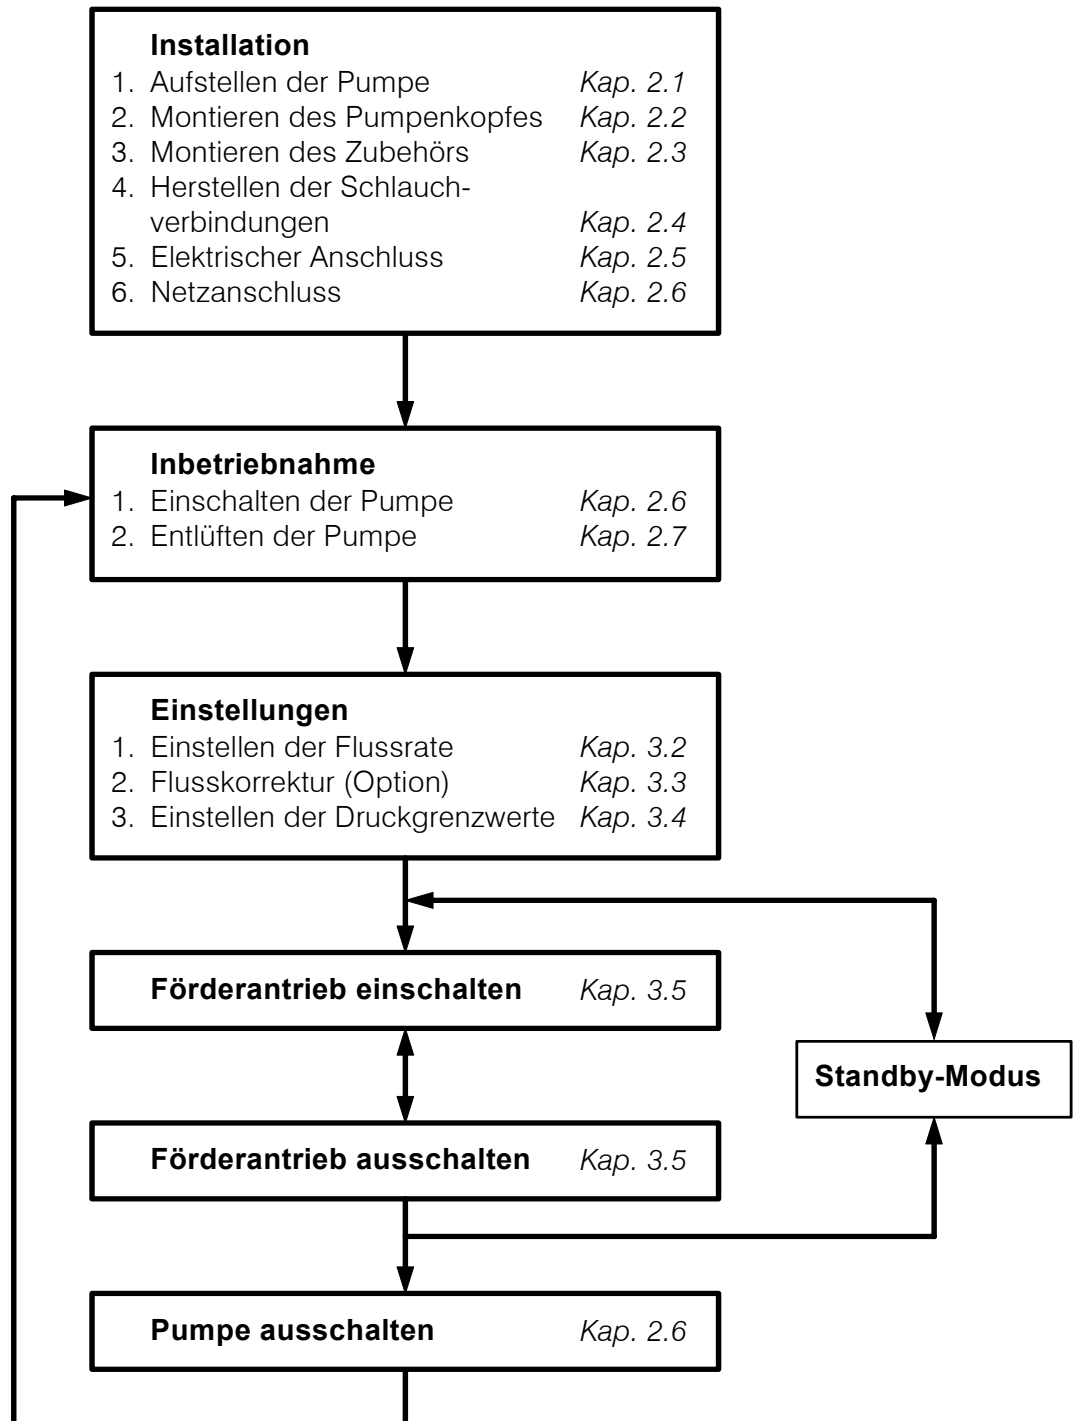 Installation
1. Aufstellen der Pumpe Kap. 2.1
2. Montieren des Pumpenkopfes Kap. 2.2
3. Montieren des Zubehörs Kap. 2.3
4. Herstellen der Schlauch-
verbindungen Kap. 2.4
5. Elektrischer Anschluss Kap. 2.5
6. Netzanschluss Kap. 2.6
Inbetriebnahme
1. Einschalten der Pumpe Kap. 2.6
2. Entlüften der Pumpe Kap. 2.7
Einstellungen
1. Einstellen der Flussrate Kap. 3.2
2. Flusskorrektur (Option) Kap. 3.3
3. Einstellen der Druckgrenzwerte Kap. 3.4
Förderantrieb einschalten Kap. 3.5
Standby-Modus
Förderantrieb ausschalten Kap. 3.5
Pumpe ausschalten Kap. 2.6